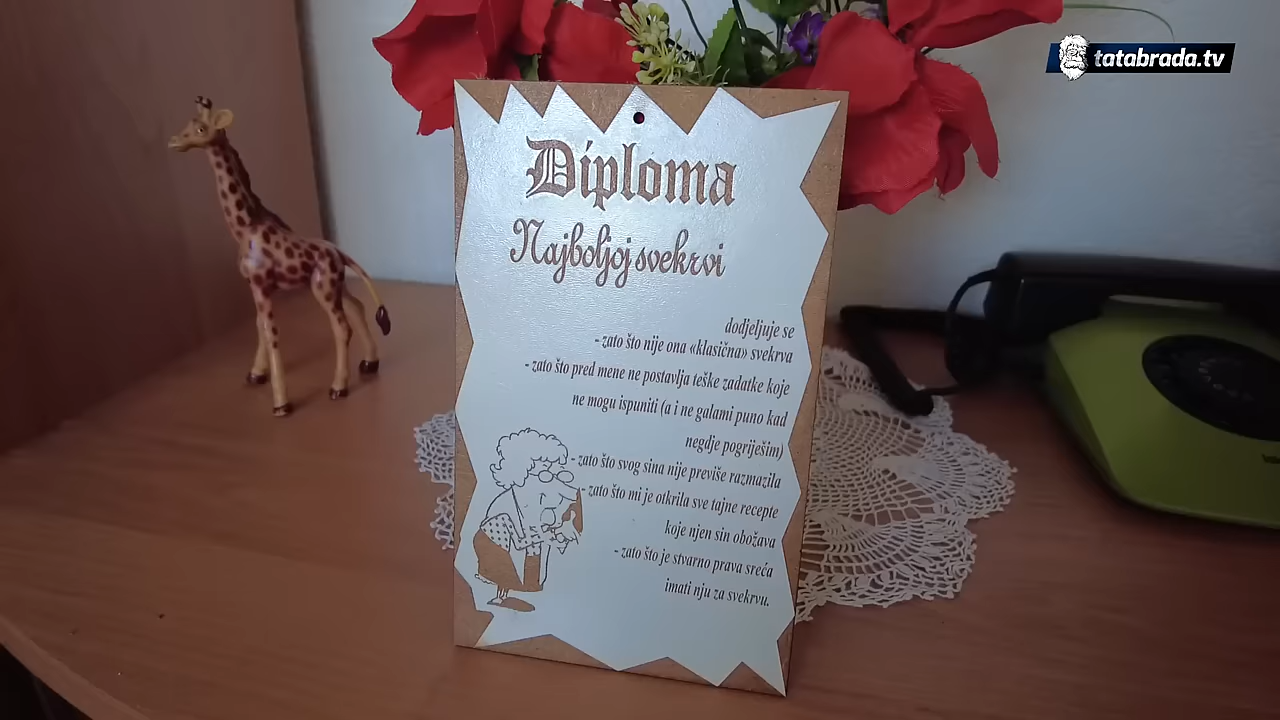 tatabrada.tv
Diploma
Najboljoj svekrvi
dodjeljuje se
- zato što nije ona «klasična» svekrva
- zato što pred mene ne postavlja teške zadatke koje
ne mogu ispuniti (a i ne galami puno kad
negdje pogriješim)
- zato što svog sina nije previše razmazila
- zato što mi je otkrila sve tajne recepte
koje njen sin obožava
- zato što je stvarno prava sreća
imati nju za svekrvu.